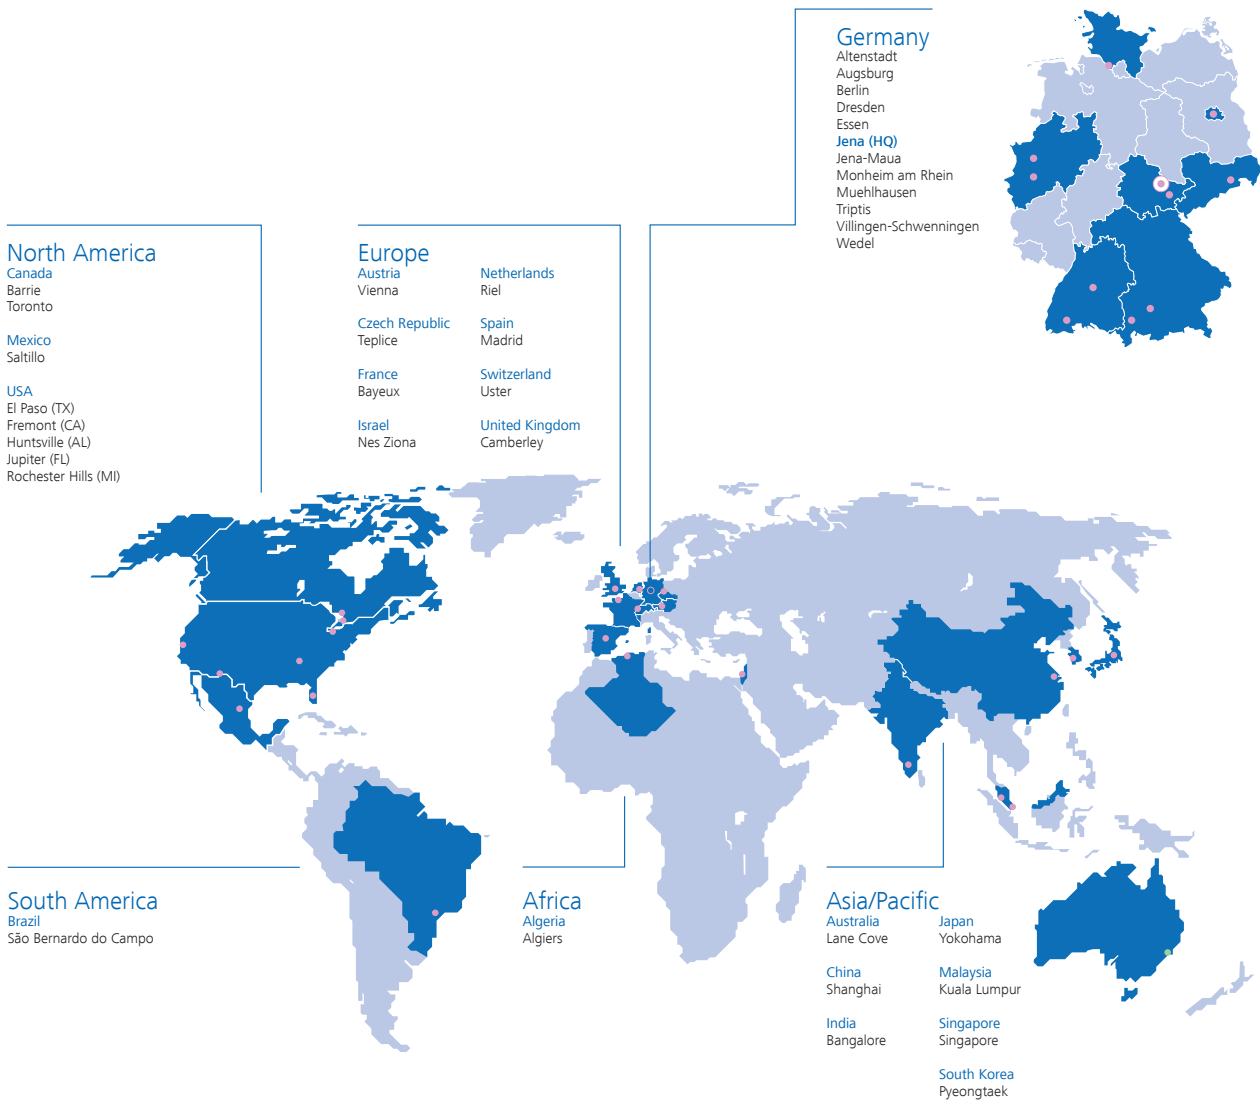 Germany
Altenstadt
Augsburg
Berlin
Dresden
Essen
Jena (HQ)
Jena-Maua
Monheim am Rhein
Muehlhausen
Triptis
Villingen-Schwenningen
Wedel
North America
Canada
Barrie
Toronto
Mexico
Saltillo
USA
El Paso (TX)
Fremont (CA)
Huntsville (AL)
Jupiter (FL)
Rochester Hills (MI)
Europe
Austria
Vienna
Czech Republic
Teplice
France
Bayeux
Israel
Nes Ziona
Netherlands
Riel
Spain
Madrid
Switzerland
Uster
United Kingdom
Camberley
South America
Brazil
São Bernardo do Campo
Africa
Algeria
Algiers
Asia/Pacific
Australia
Lane Cove
China
Shanghai
India
Bangalore
Japan
Yokohama
Malaysia
Kuala Lumpur
Singapore
Singapore
South Korea
Pyeongtaek